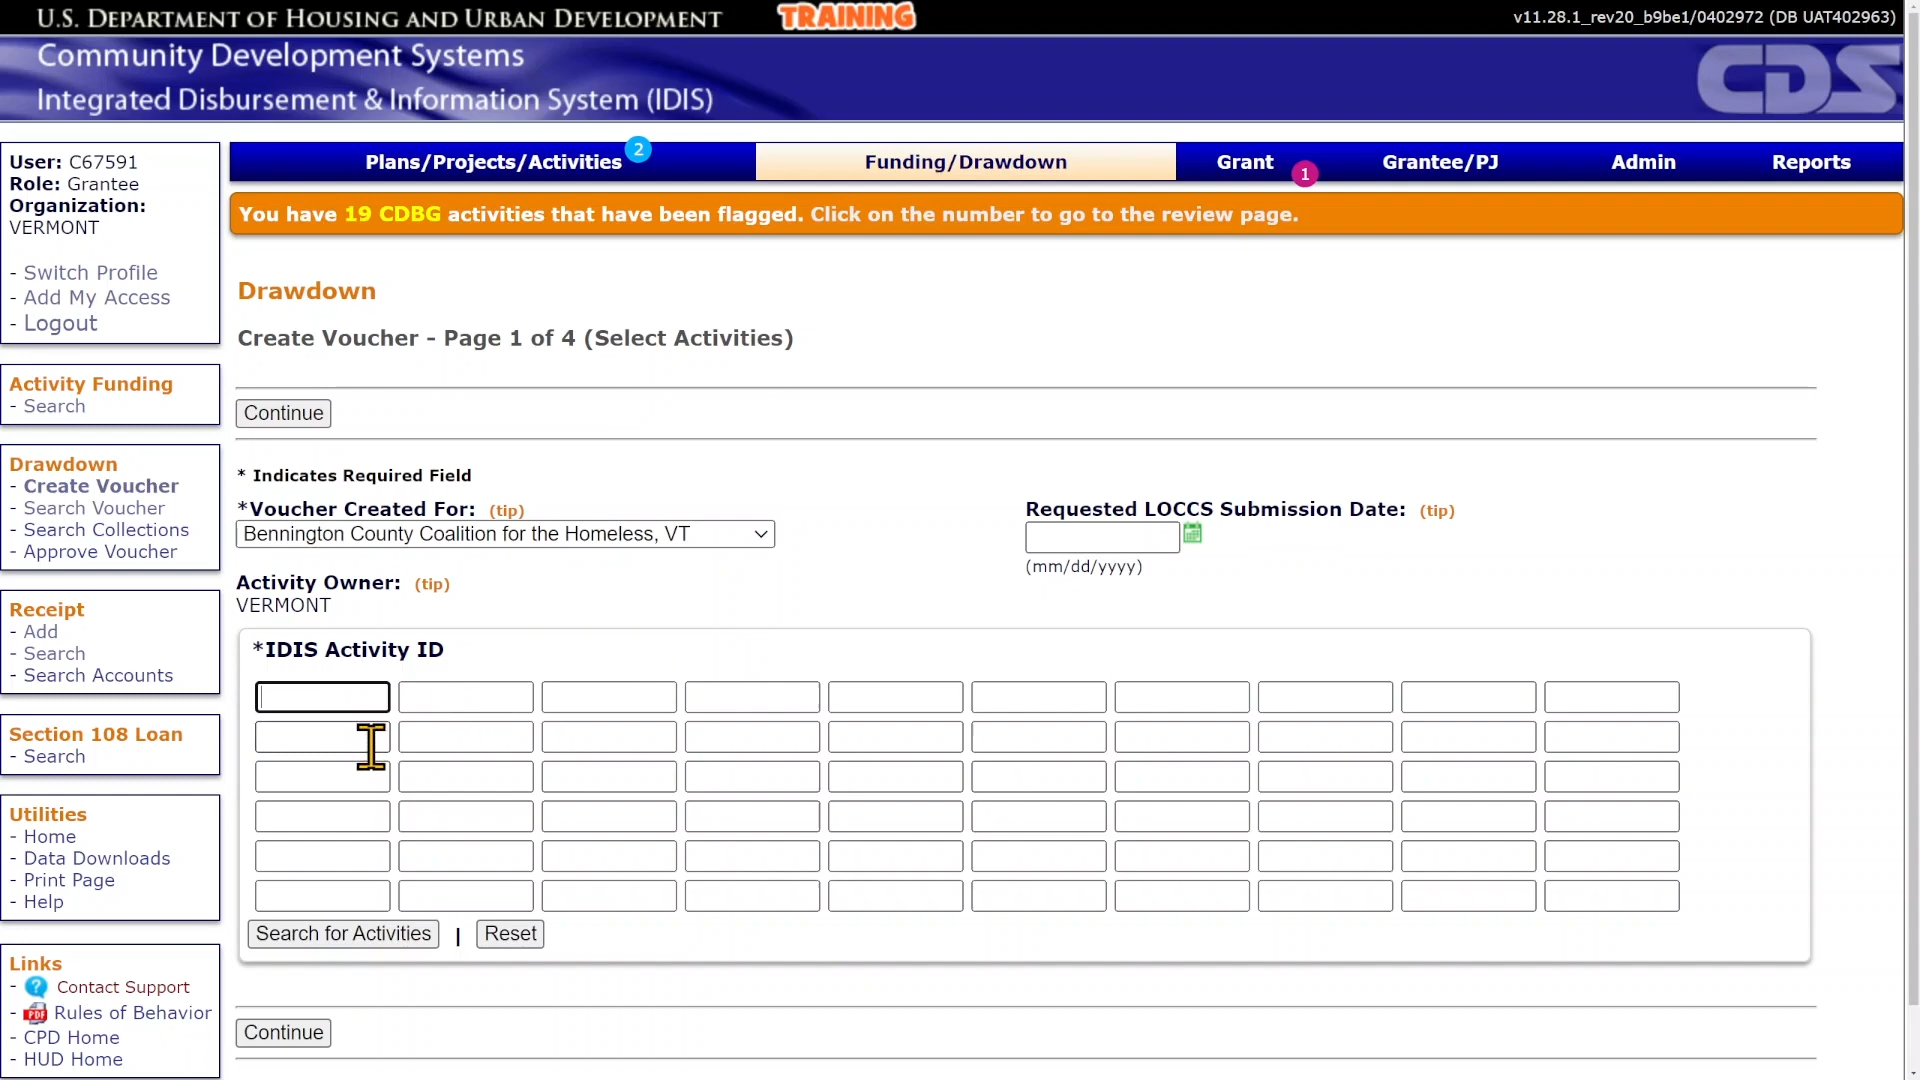 U.S. DEPARTMENT OF HOUSING AND URBAN DEVELOPMENT
TRAINING
v11.28.1_rev20_b9be1/0402972 (DB UAT402963)
Community Development Systems
Integrated Disbursement & Information System (IDIS)
CDS
User: C67591
Role: Grantee
Organization:
VERMONT
- Switch Profile
- Add My Access
- Logout
Activity Funding
- Search
Drawdown
- Create Voucher
- Search Voucher
- Search Collections
- Approve Voucher
Receipt
- Add
- Search
- Search Accounts
Section 108 Loan
- Search
Utilities
- Home
- Data Downloads
- Print Page
- Help
Links
- ? Contact Support
- PDF Rules of Behavior
- CPD Home
- HUD Home
Plans/Projects/Activities 2 Funding/Drawdown Grant 1 Grantee/PJ Admin Reports
You have 19 CDBG activities that have been flagged. Click on the number to go to the review page.
Drawdown
Create Voucher - Page 1 of 4 (Select Activities)
Continue
* Indicates Required Field
*Voucher Created For: (tip)
Bennington County Coalition for the Homeless, VT
Requested LOCCS Submission Date: (tip)
(mm/dd/yyyy)
Activity Owner: (tip)
VERMONT
*IDIS Activity ID
Search for Activities | Reset
Continue